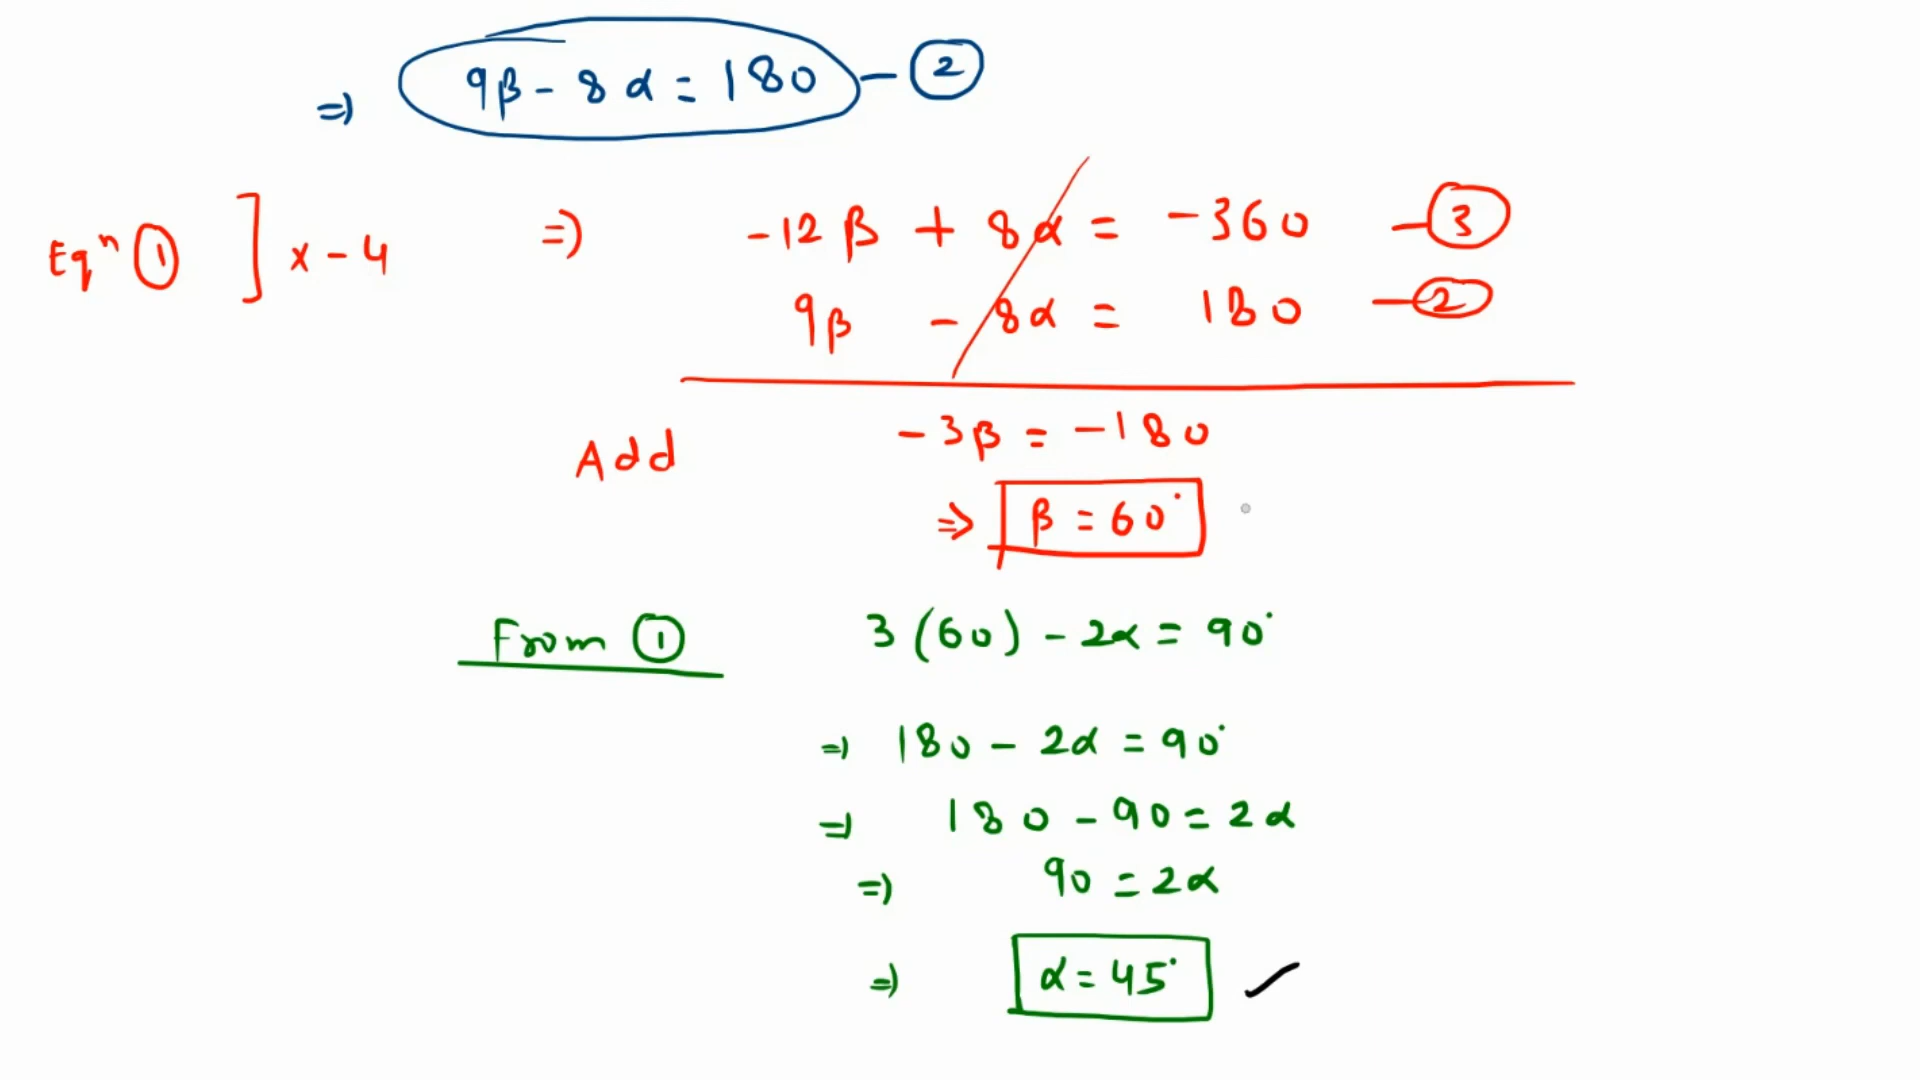 ⇒ 9β - 8α = 180 - ②
Eqⁿ ① ] x - 4 ⇒ -12β + 8α = -360 - ③
9β - 8α = 180 - ②
Add -3β = -180
⇒ β = 60°
From ① 3(60) - 2α = 90°
⇒ 180 - 2α = 90°
⇒ 180 - 90 = 2α
⇒ 90 = 2α
⇒ α = 45° ✓